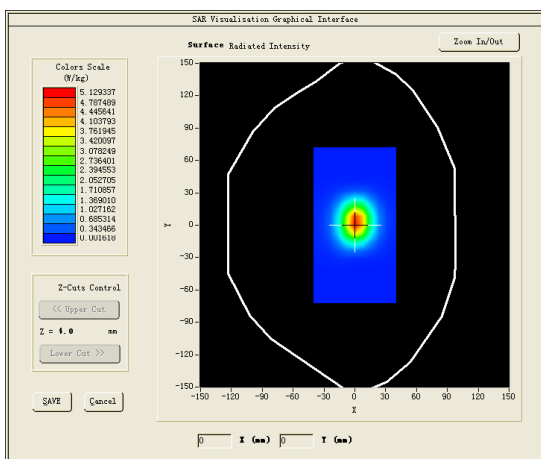 SAR Visualisation Graphical Interface
Surface Radiated Intensity
Zoom In/Out
Colors Scale
(W/kg)
5.129337
4.787489
4.445641
4.103793
3.761945
3.420097
3.078249
2.736401
2.394553
2.052705
1.710857
1.369010
1.027162
0.685314
0.343466
0.001618
Z-Cuts Control
<< Upper Cut
Z = 4.0 mm
Lower Cut >>
SAVE Cancel
150
120
90
60
30
0
-30
-60
-90
-120
-150
Y
-150 -120 -90 -60 -30 0 30 60 90 120 150
X
0 X (mm) 0 Y (mm)